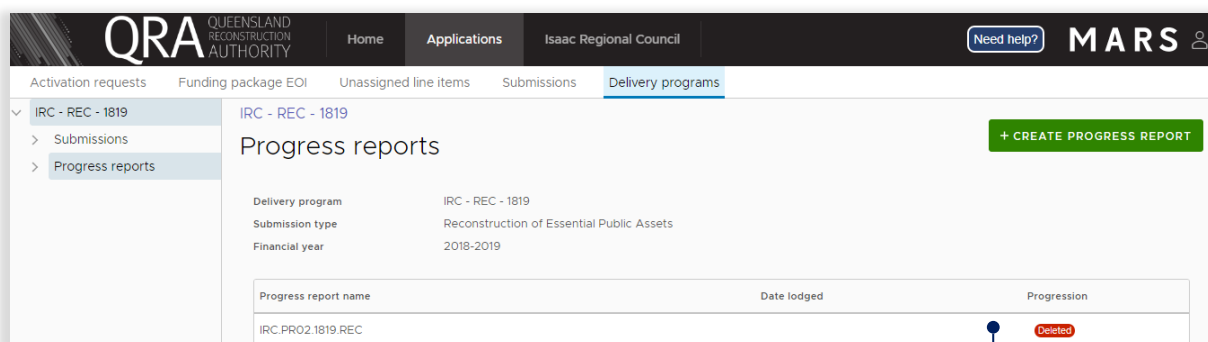 QRA QUEENSLAND RECONSTRUCTION AUTHORITY
Home Applications Isaac Regional Council Need help? MARS
Activation requests Funding package EOI Unassigned line items Submissions Delivery programs
IRC - REC - 1819
Submissions
Progress reports
IRC - REC - 1819
Progress reports
+ CREATE PROGRESS REPORT
Delivery program IRC - REC - 1819
Submission type Reconstruction of Essential Public Assets
Financial year 2018-2019
Progress report name Date lodged Progression
IRC.PR02.1819.REC Deleted